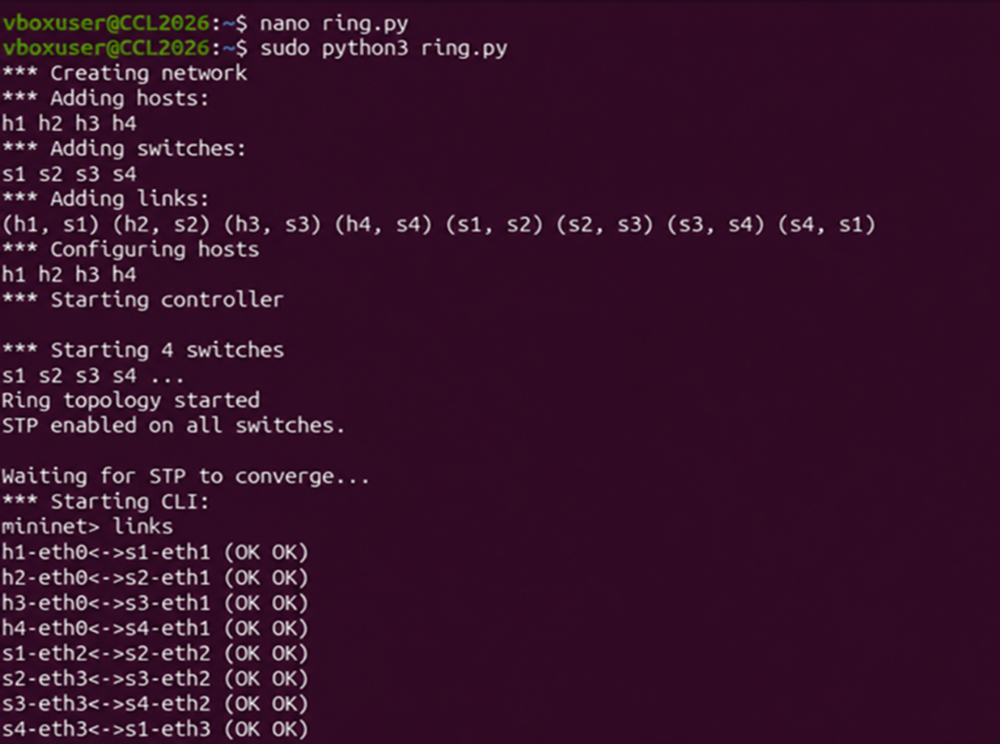 vboxuser@CCL2026:~$ nano ring.py
vboxuser@CCL2026:~$ sudo python3 ring.py
*** Creating network
*** Adding hosts:
h1 h2 h3 h4
*** Adding switches:
s1 s2 s3 s4
*** Adding links:
(h1, s1) (h2, s2) (h3, s3) (h4, s4) (s1, s2) (s2, s3) (s3, s4) (s4, s1)
*** Configuring hosts
h1 h2 h3 h4
*** Starting controller
*** Starting 4 switches
s1 s2 s3 s4 ...
Ring topology started
STP enabled on all switches.
Waiting for STP to converge...
*** Starting CLI:
mininet> links
h1-eth0<->s1-eth1 (OK OK)
h2-eth0<->s2-eth1 (OK OK)
h3-eth0<->s3-eth1 (OK OK)
h4-eth0<->s4-eth1 (OK OK)
s1-eth2<->s2-eth2 (OK OK)
s2-eth3<->s3-eth2 (OK OK)
s3-eth3<->s4-eth2 (OK OK)
s4-eth3<->s1-eth3 (OK OK)